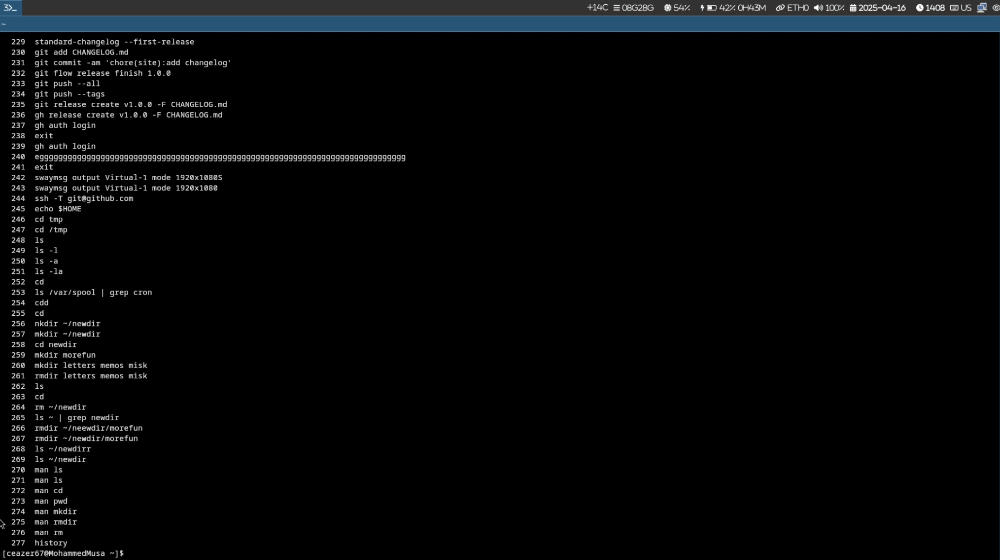 3>_ +14C 08G28G 54% 42% 0H43M ETH0 100% 2025-04-16 1408 US
~
229 standard-changelog --first-release
230 git add CHANGELOG.md
231 git commit -am 'chore(site):add changelog'
232 git flow release finish 1.0.0
233 git push --all
234 git push --tags
235 git release create v1.0.0 -F CHANGELOG.md
236 gh release create v1.0.0 -F CHANGELOG.md
237 gh auth login
238 exit
239 gh auth login
240 egggggggggggggggggggggggggggggggggggggggggggggggggggggggggggggggggggggggggggggg
241 exit
242 swaymsg output Virtual-1 mode 1920x1080S
243 swaymsg output Virtual-1 mode 1920x1080
244 ssh -T git@github.com
245 echo $HOME
246 cd tmp
247 cd /tmp
248 ls
249 ls -l
250 ls -a
251 ls -la
252 cd
253 ls /var/spool | grep cron
254 cdd
255 cd
256 nkdir ~/newdir
257 mkdir ~/newdir
258 cd newdir
259 mkdir morefun
260 mkdir letters memos misk
261 rmdir letters memos misk
262 ls
263 cd
264 rm ~/newdir
265 ls ~ | grep newdir
266 rmdir ~/neewdir/morefun
267 rmdir ~/newdir/morefun
268 ls ~/newdirr
269 ls ~/newdir
270 man ls
271 man ls
272 man cd
273 man pwd
274 man mkdir
275 man rmdir
276 man rm
277 history
[ceazer67@MohammedMusa ~]$